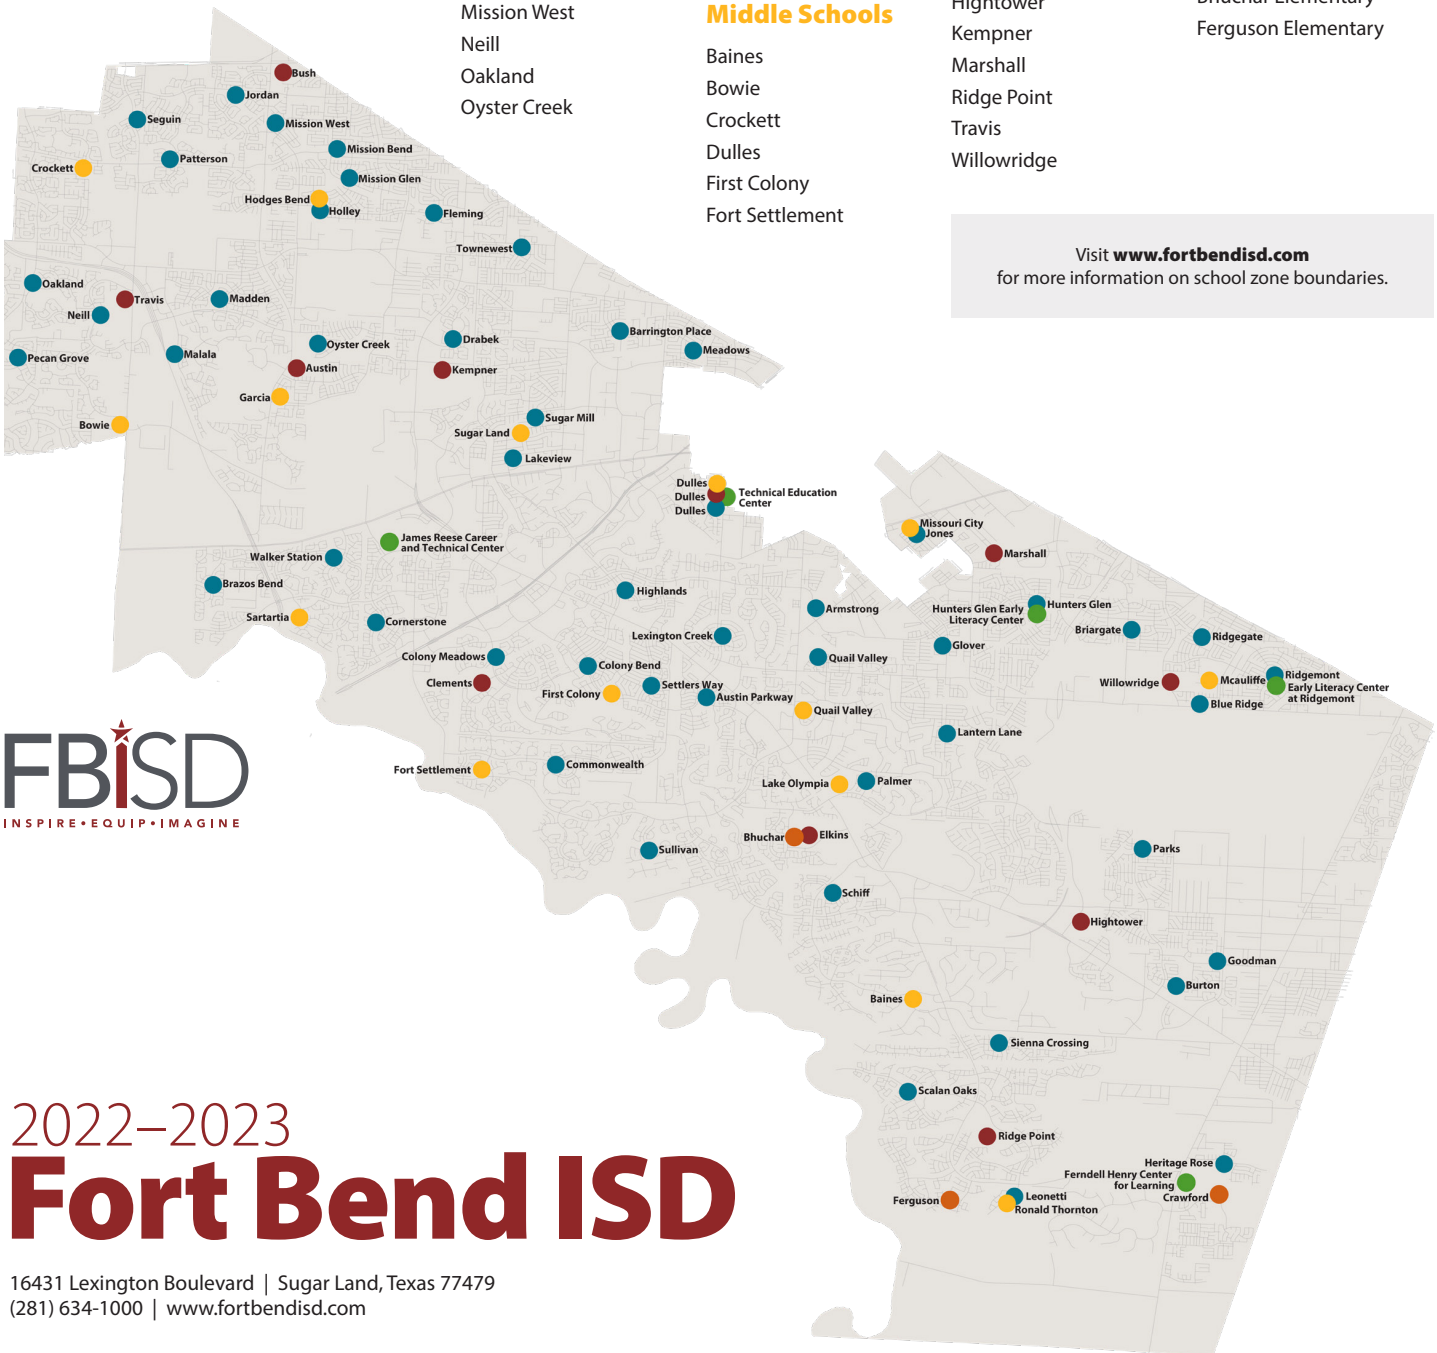 Mission West
Neill
Oakland
Oyster Creek
Middle Schools
Baines
Bowie
Crockett
Dulles
First Colony
Fort Settlement
Hightower
Kempner
Marshall
Ridge Point
Travis
Willowridge
Bhuchar Elementary
Ferguson Elementary
Visit www.fortbendisd.com
for more information on school zone boundaries.
Bush
Jordan
Seguin
Mission West
Mission Bend
Patterson
Crockett
Mission Glen
Hodges Bend
Holley
Fleming
Townewest
Oakland
Travis
Madden
Neill
Barrington Place
Drabek
Oyster Creek
Meadows
Malala
Pecan Grove
Austin
Kempner
Garcia
Sugar Mill
Bowie
Sugar Land
Lakeview
Dulles
Dulles
Dulles
Technical Education
Center
Missouri City
Jones
James Reese Career
and Technical Center
Marshall
Walker Station
Brazos Bend
Highlands
Hunters Glen
Armstrong
Hunters Glen Early
Literacy Center
Sartartia
Cornerstone
Briargate
Lexington Creek
Ridgegate
Glover
Colony Meadows
Quail Valley
Colony Bend
Ridgemont
Clements
Settlers Way
Willowridge
Mcauliffe
Early Literacy Center
at Ridgemont
First Colony
Austin Parkway
Blue Ridge
Quail Valley
Lantern Lane
FBISD
INSPIRE•EQUIP•IMAGINE
Fort Settlement
Commonwealth
Lake Olympia
Palmer
Bhuchar
Elkins
Sullivan
Parks
Schiff
Hightower
Goodman
Burton
Baines
Sienna Crossing
Scalan Oaks
Ridge Point
Heritage Rose
Ferndell Henry Center
for Learning
Crawford
Ferguson
Leonetti
Ronald Thornton
2022–2023
Fort Bend ISD
16431 Lexington Boulevard | Sugar Land, Texas 77479
(281) 634-1000 | www.fortbendisd.com